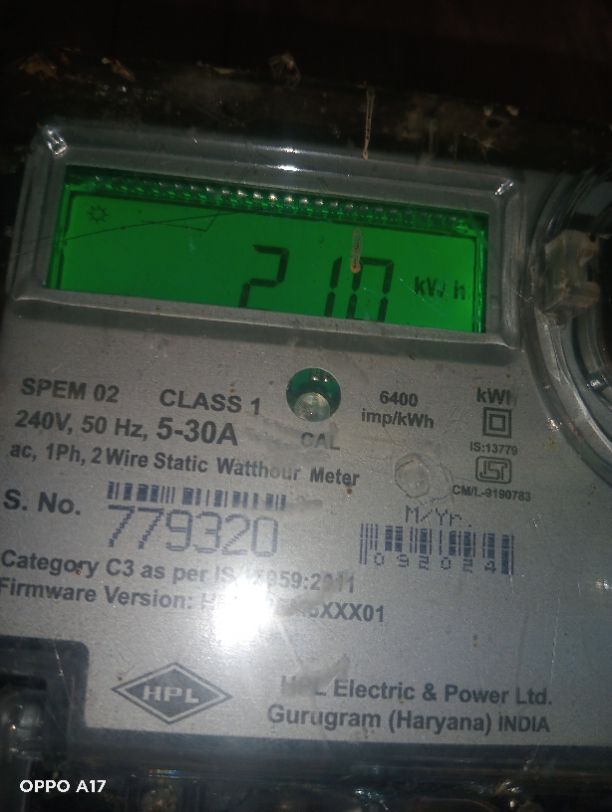 210 kWh
SPEM 02 CLASS 1 6400 kWh
240V, 50 Hz, 5-30A imp/kWh
CAL IS:13779
ac, 1Ph, 2 Wire Static Watthour Meter
CM/L-9190783
S. No. 779320 M/Yr.
092024
Category C3 as per IS :2011
Firmware Version:
HPL
Electric & Power Ltd.
Gurugram (Haryana) INDIA
OPPO A17